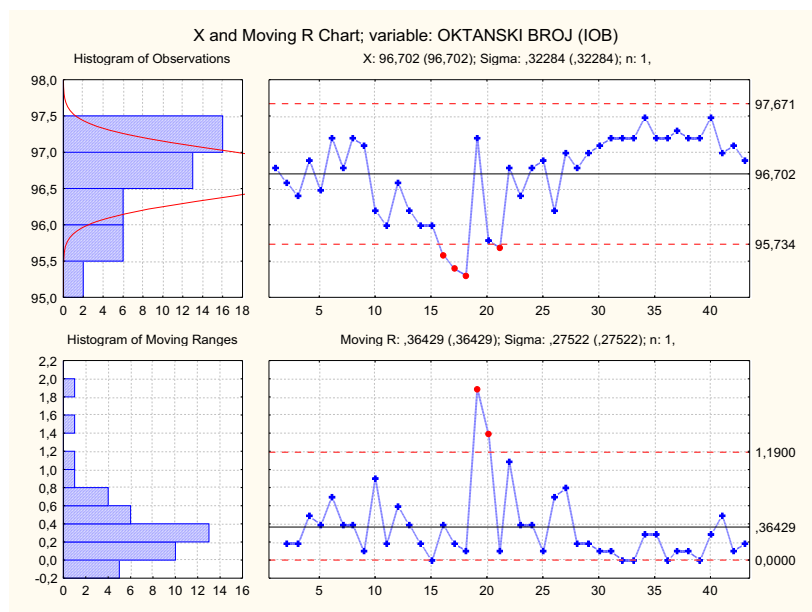 X and Moving R Chart; variable: OKTANSKI BROJ (IOB)
Histogram of Observations
X: 96,702 (96,702); Sigma: ,32284 (,32284); n: 1,
98,0
97,5
97,0
96,5
96,0
95,5
95,0
0 2 4 6 8 10 12 14 16 18
97,671
96,702
95,734
5 10 15 20 25 30 35 40
Histogram of Moving Ranges
Moving R: ,36429 (,36429); Sigma: ,27522 (,27522); n: 1,
2,2
2,0
1,8
1,6
1,4
1,2
1,0
0,8
0,6
0,4
0,2
0,0
-0,2
0 2 4 6 8 10 12 14 16
1,1900
,36429
0,0000
5 10 15 20 25 30 35 40